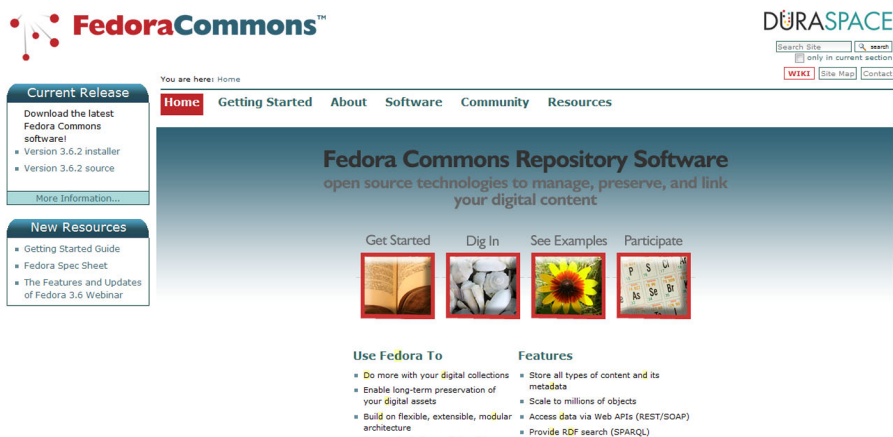 FedoraCommons™
DURASPACE
Search Site
search
only in current section
WIKI
Site Map
Contact
You are here: Home
Home
Getting Started
About
Software
Community
Resources
Current Release
Download the latest
Fedora Commons
software!
Version 3.6.2 installer
Version 3.6.2 source
More Information...
New Resources
Getting Started Guide
Fedora Spec Sheet
The Features and Updates
of Fedora 3.6 Webinar
Fedora Commons Repository Software
open source technologies to manage, preserve, and link
your digital content
Get Started
Dig In
See Examples
Participate
P S Cl
As Se Br
Use Fedora To
Do more with your digital collections
Enable long-term preservation of
your digital assets
Build on flexible, extensible, modular
architecture
Features
Store all types of content and its
metadata
Scale to millions of objects
Access data via Web APIs (REST/SOAP)
Provide RDF search (SPARQL)